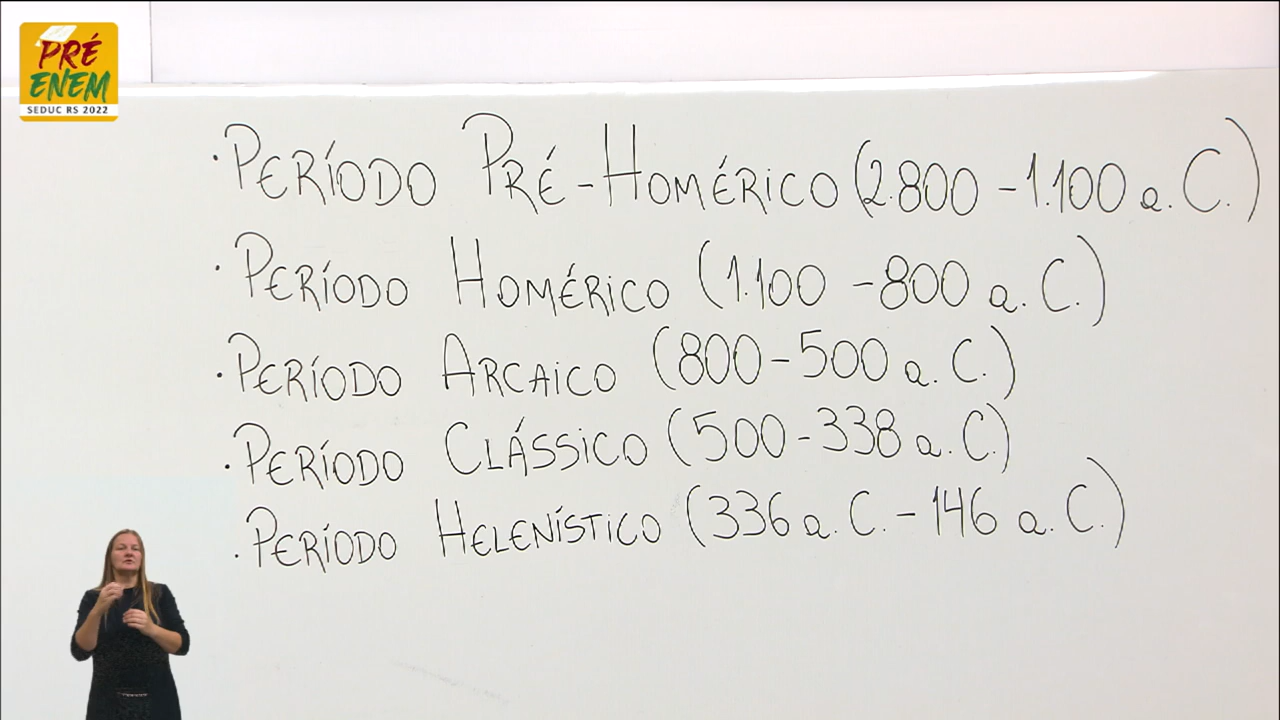 PRÉ
ENEM
SEDUC RS 2022
· PERÍODO PRÉ-HOMÉRICO (2.800 - 1.100 a. C.)
· PERÍODO HOMÉRICO (1.100 - 800 a. C.)
· PERÍODO ARCAICO (800 - 500 a. C.)
· PERÍODO CLÁSSICO (500 - 338 a. C.)
· PERÍODO HELENÍSTICO (336 a. C. - 146 a. C.)